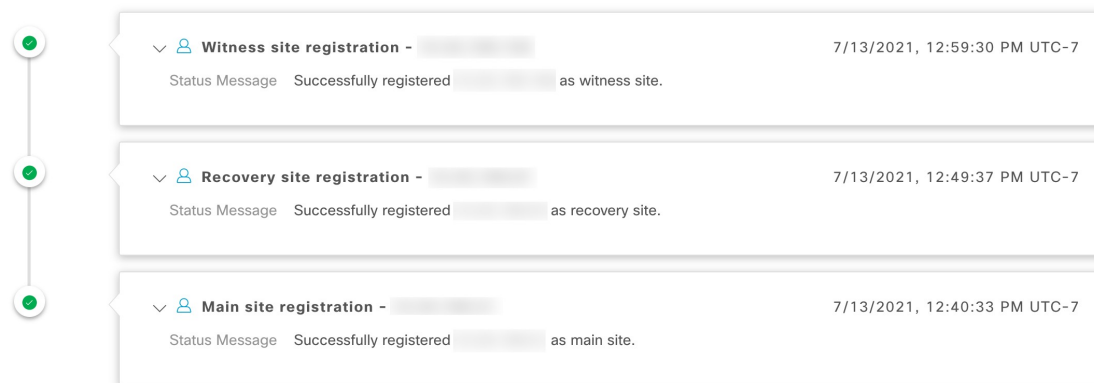 Witness site registration -
7/13/2021, 12:59:30 PM UTC-7
Status Message Successfully registered as witness site.
Recovery site registration -
7/13/2021, 12:49:37 PM UTC-7
Status Message Successfully registered as recovery site.
Main site registration -
7/13/2021, 12:40:33 PM UTC-7
Status Message Successfully registered as main site.